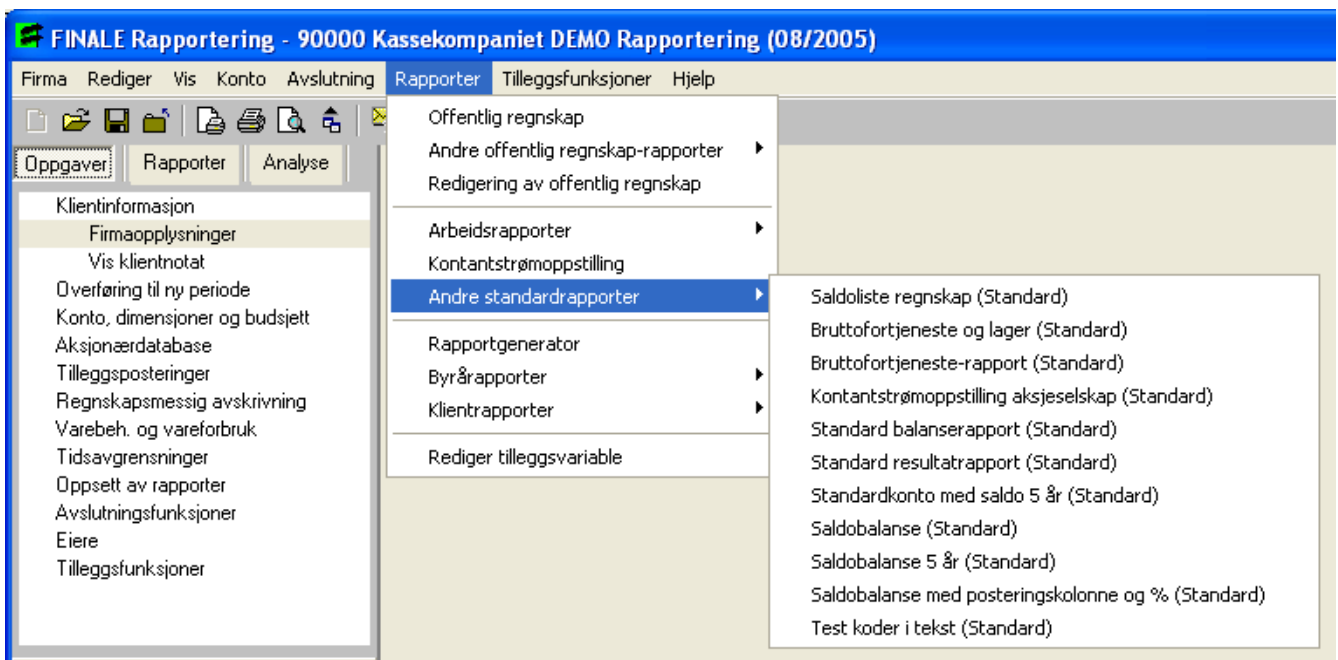 FINALE Rapportering - 90000 Kassekompaniet DEMO Rapportering (08/2005)
Firma Rediger Vis Konto Avslutning Rapporter Tilleggsfunksjoner Hjelp
Oppgaver Rapporter Analyse
Klientinformasjon
Firmaopplysninger
Vis klientnotat
Overføring til ny periode
Konto, dimensjoner og budsjett
Aksjonærdatabase
Tilleggsposteringer
Regnskapsmessig avskrivning
Varebeh. og vareforbruk
Tidsavgrensninger
Oppsett av rapporter
Avslutningsfunksjoner
Eiere
Tilleggsfunksjoner
Offentlig regnskap
Andre offentlig regnskap-rapporter
Redigering av offentlig regnskap
Arbeidsrapporter
Kontantstrømoppstilling
Andre standardrapporter
Rapportgenerator
Byrårapporter
Klientrapporter
Rediger tilleggsvariable
Saldoliste regnskap (Standard)
Bruttofortjeneste og lager (Standard)
Bruttofortjeneste-rapport (Standard)
Kontantstrømoppstilling aksjeselskap (Standard)
Standard balanserapport (Standard)
Standard resultatrapport (Standard)
Standardkonto med saldo 5 år (Standard)
Saldobalanse (Standard)
Saldobalanse 5 år (Standard)
Saldobalanse med posteringskolonne og % (Standard)
Test koder i tekst (Standard)